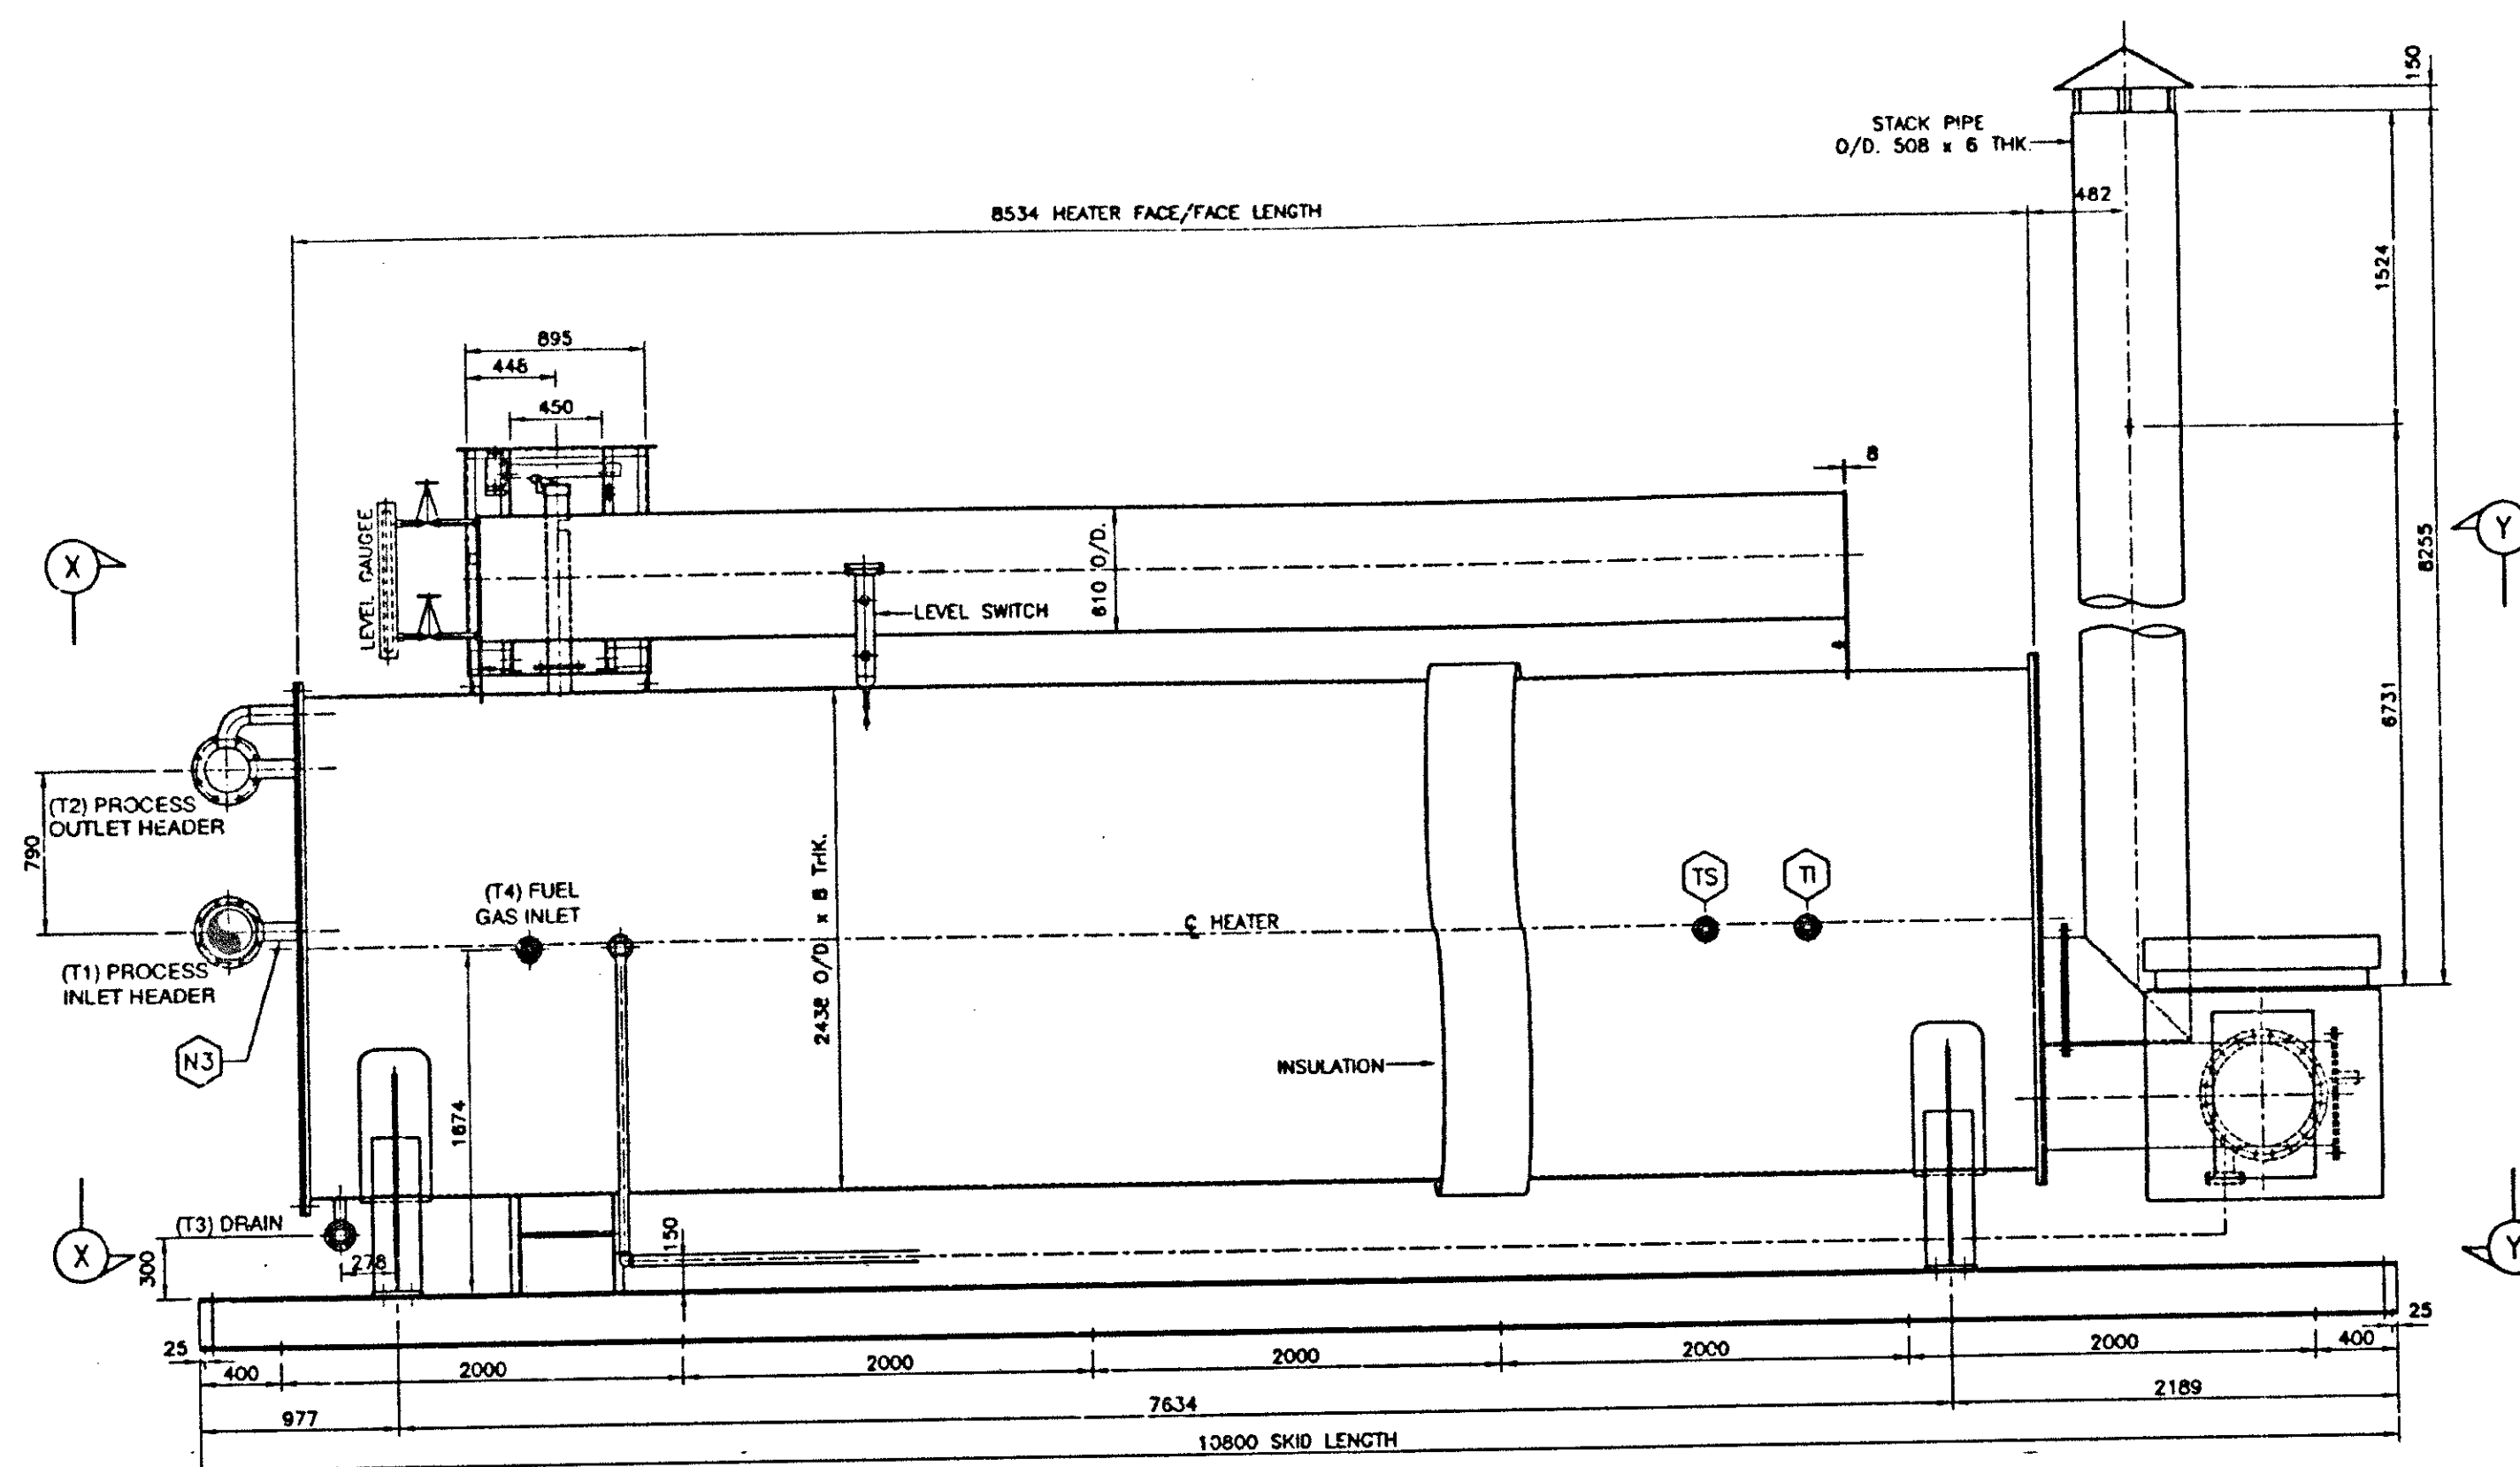 150
STACK PIPE
O/D. 508 x 6 THK.
482
8534 HEATER FACE/FACE LENGTH
1524
895
448
450
8
LEVEL GAUGEE
610 O/D.
LEVEL SWITCH
X
Y
8255
6731
(T2) PROCESS
OUTLET HEADER
790
(T4) FUEL
GAS INLET
2438 O/D. x 8 THK.
TS
TI
℄ HEATER
(T1) PROCESS
INLET HEADER
N3
INSULATION
1674
(T3) DRAIN
X
300
278
150
Y
25
25
400
2000
2000
2000
2000
2000
400
977
7634
2189
10800 SKID LENGTH